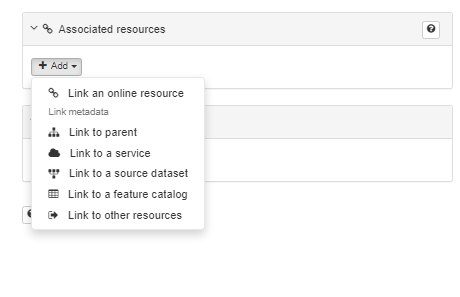 Associated resources
Add
Link an online resource
Link metadata
Link to parent
Link to a service
Link to a source dataset
Link to a feature catalog
Link to other resources